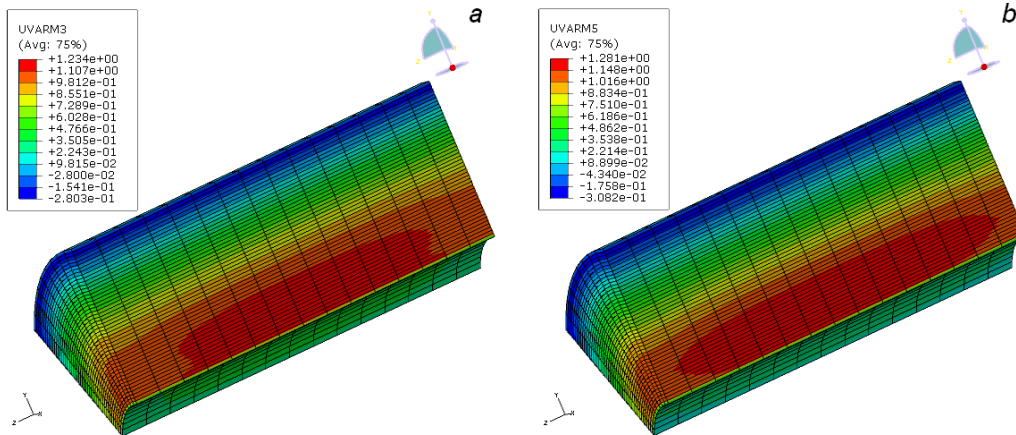 a
UVARM3
(Avg: 75%)
+1.234e+00
+1.107e+00
+9.812e-01
+8.551e-01
+7.289e-01
+6.028e-01
+4.766e-01
+3.505e-01
+2.243e-01
+9.815e-02
-2.800e-02
-1.541e-01
-2.803e-01
Y
X
Z
Y
Z
X
b
UVARM5
(Avg: 75%)
+1.281e+00
+1.148e+00
+1.016e+00
+8.834e-01
+7.510e-01
+6.186e-01
+4.862e-01
+3.538e-01
+2.214e-01
+8.899e-02
-4.340e-02
-1.758e-01
-3.082e-01
Y
X
Z
Y
Z
X